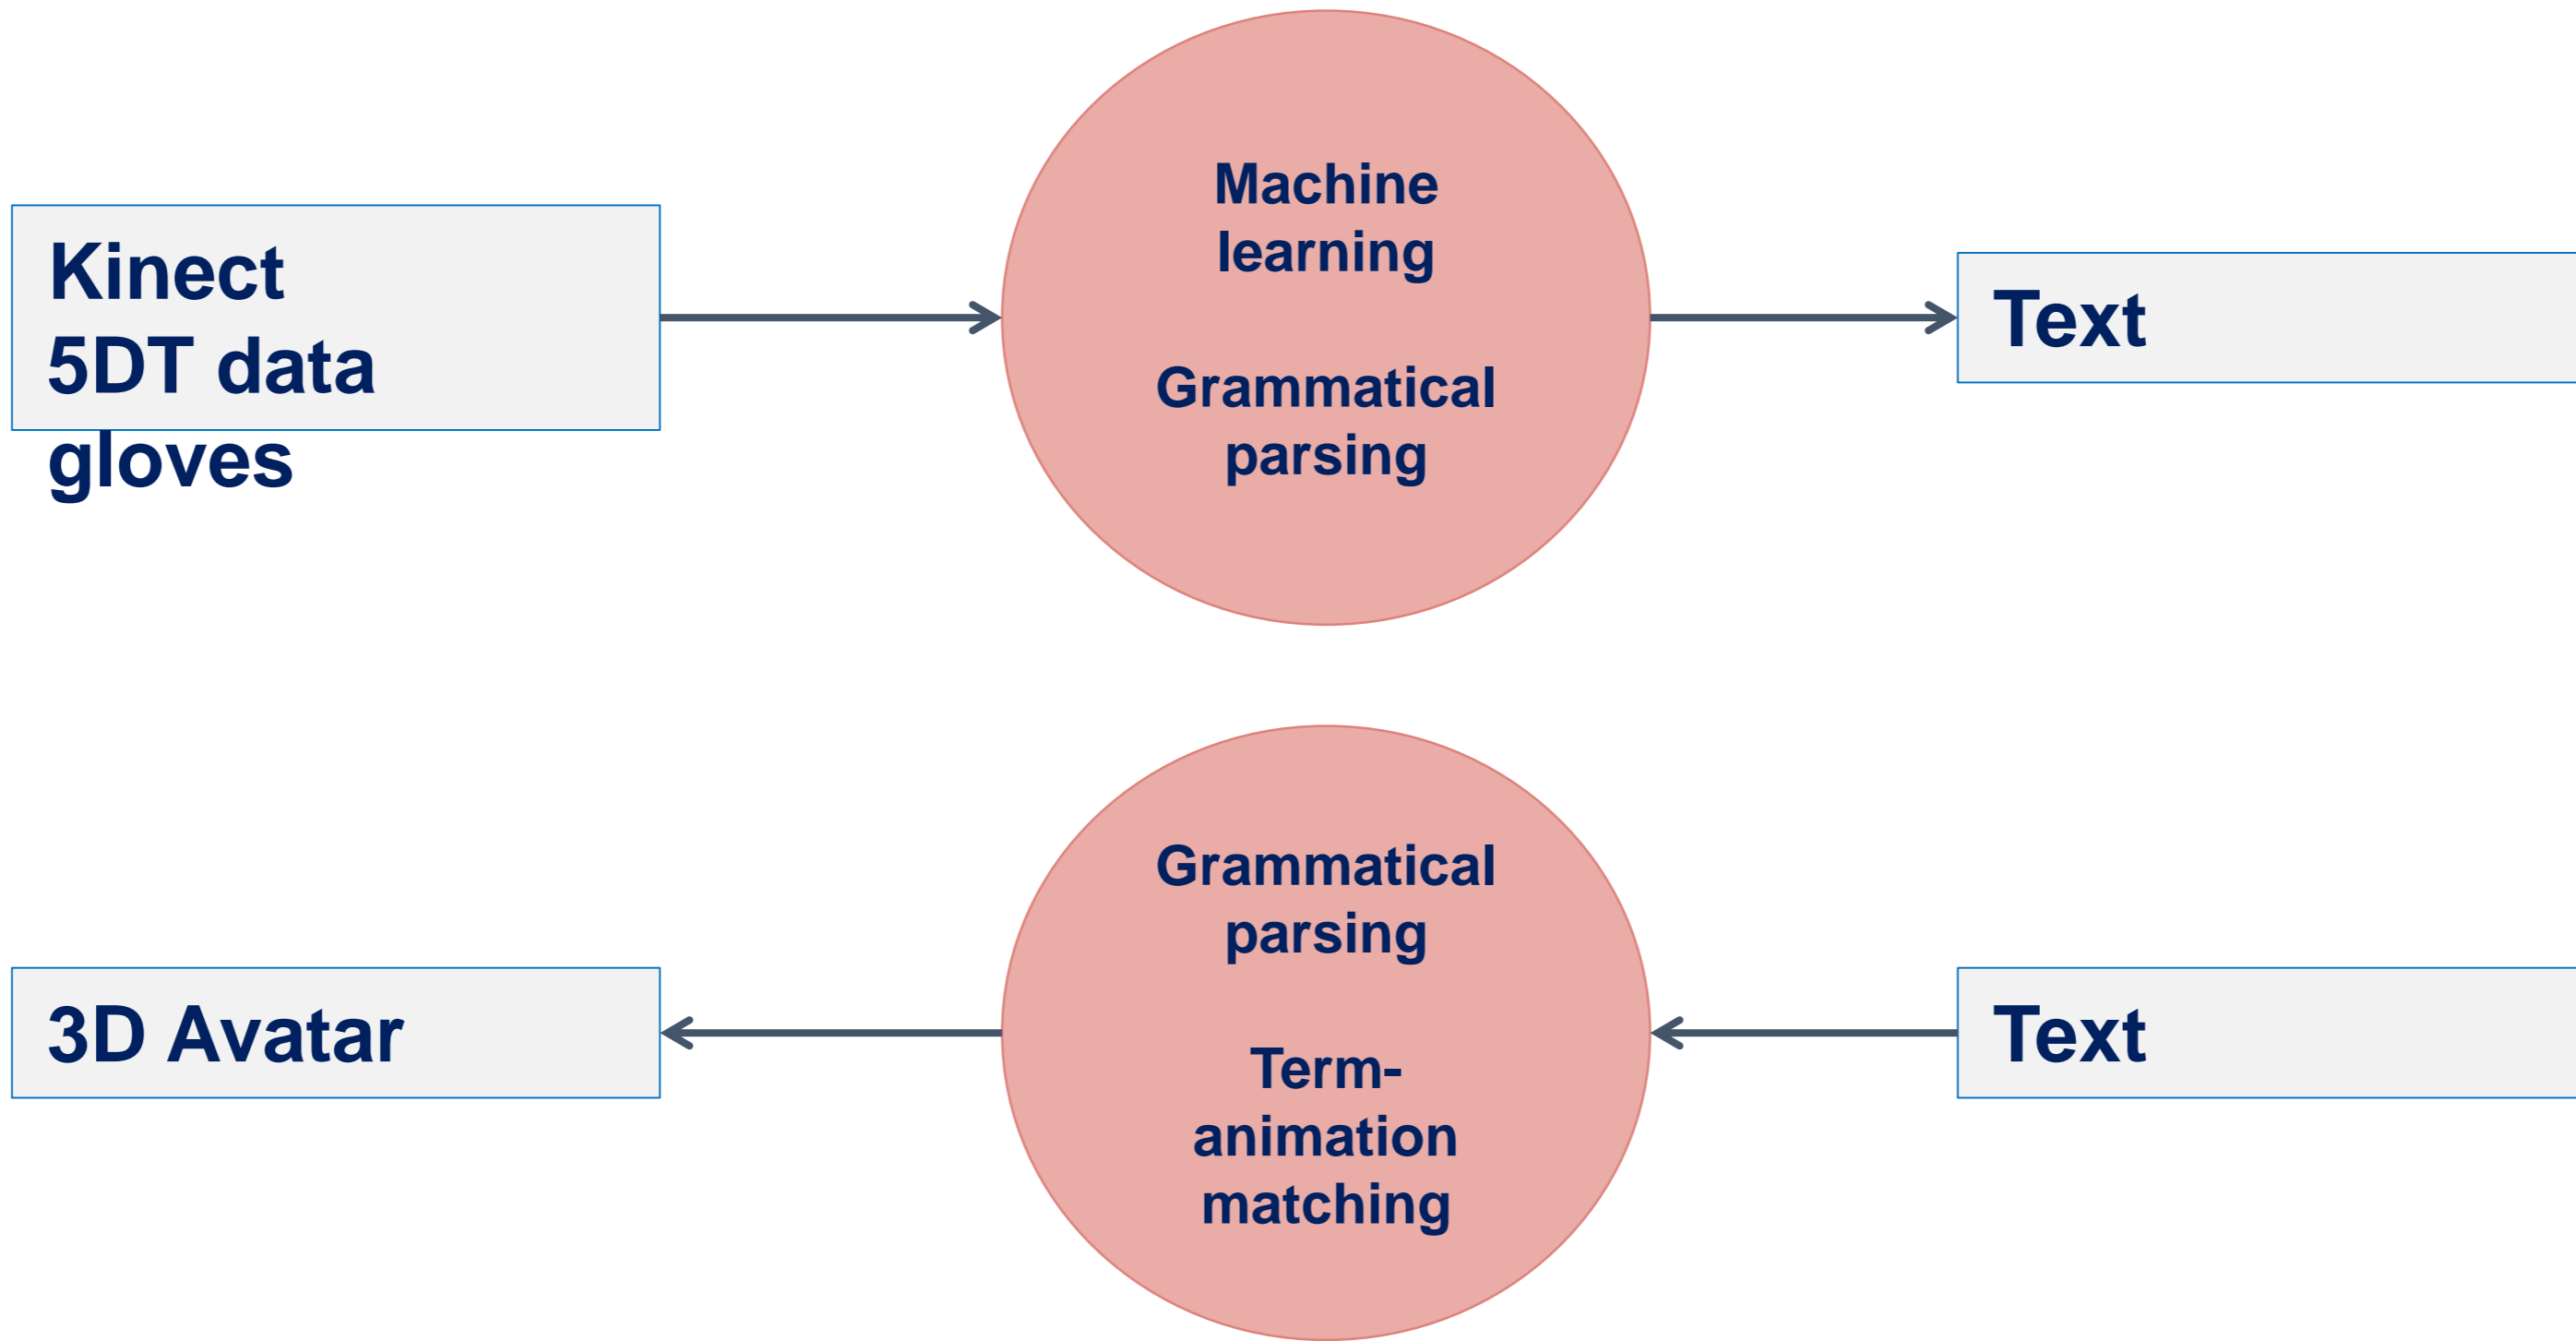 Kinect
5DT data
gloves
Machine
learning
Grammatical
parsing
Text
3D Avatar
Grammatical
parsing
Term-
animation
matching
Text